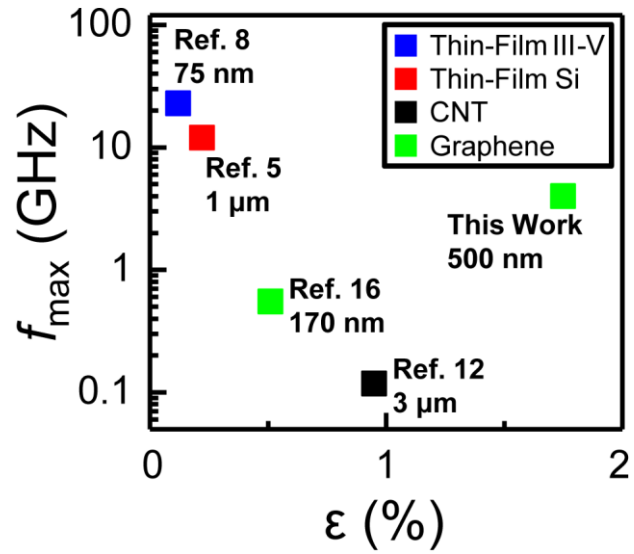 100
10
1
0.1
f_max (GHz)
Ref. 8
75 nm
Ref. 5
1 μm
Ref. 16
170 nm
Ref. 12
3 μm
This Work
500 nm
Thin-Film III-V
Thin-Film Si
CNT
Graphene
0
1
2
ε (%)